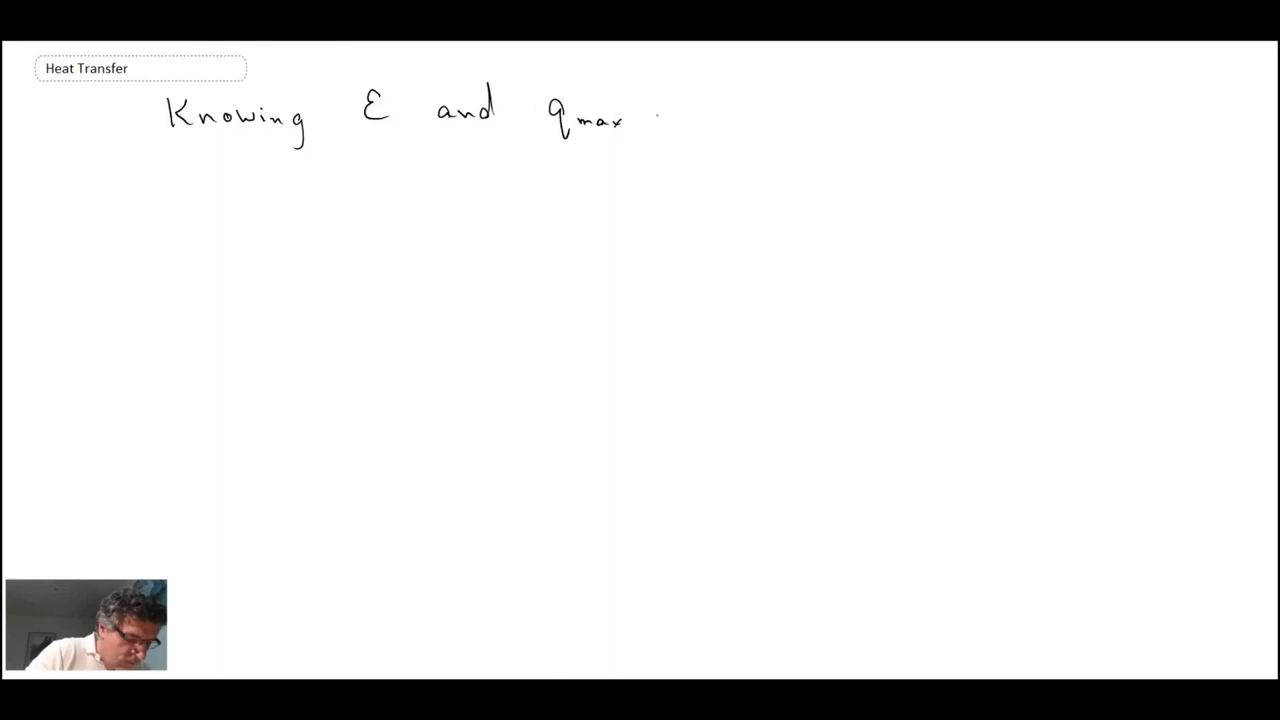 Heat Transfer
Knowing ε and qmax